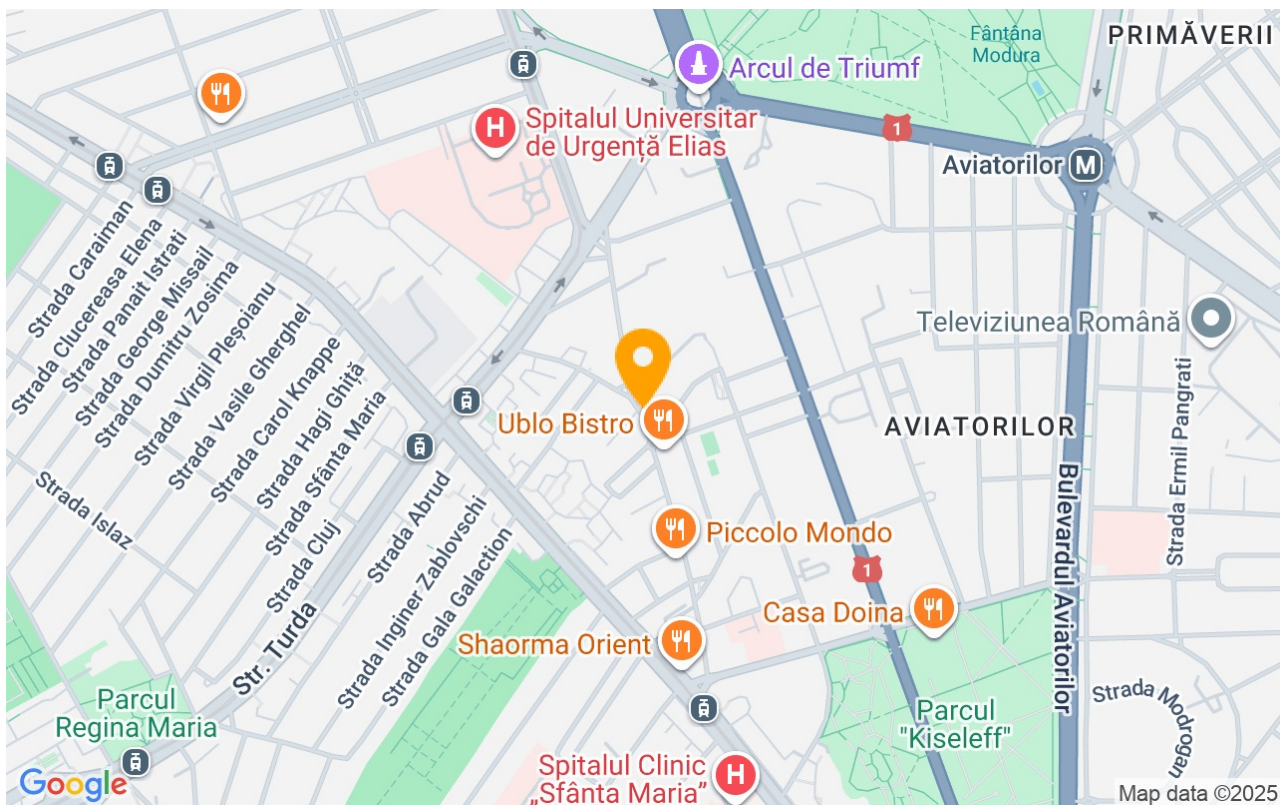 Fântâna
Modura
PRIMĂVERII
Arcul de Triumf
H
Spitalul Universitar
de Urgență Elias
1
Aviatorilor
M
Strada Caraiman
Strada Clucereasa Elena
Strada Panait Istrati
Strada George Missail
Strada Dumitru Zosima
Strada Virgil Pleșoianu
Strada Vasile Gherghel
Strada Carol Knappe
Strada Hagi Ghiță
Strada Sfânta Maria
Strada Cluj
Strada Islaz
Televiziunea Română
Strada Ermil Pangrati
Ublo Bistro
AVIATORILOR
Bulevardul Aviatorilor
Strada Abrud
Strada Inginer Zablovschi
Strada Gala Galaction
Str. Turda
Piccolo Mondo
1
Casa Doina
Shaorma Orient
Parcul
Regina Maria
Parcul
"Kiseleff"
Strada Modrogan
Spitalul Clinic
„Sfânta Maria”
H
Google
Map data ©2025